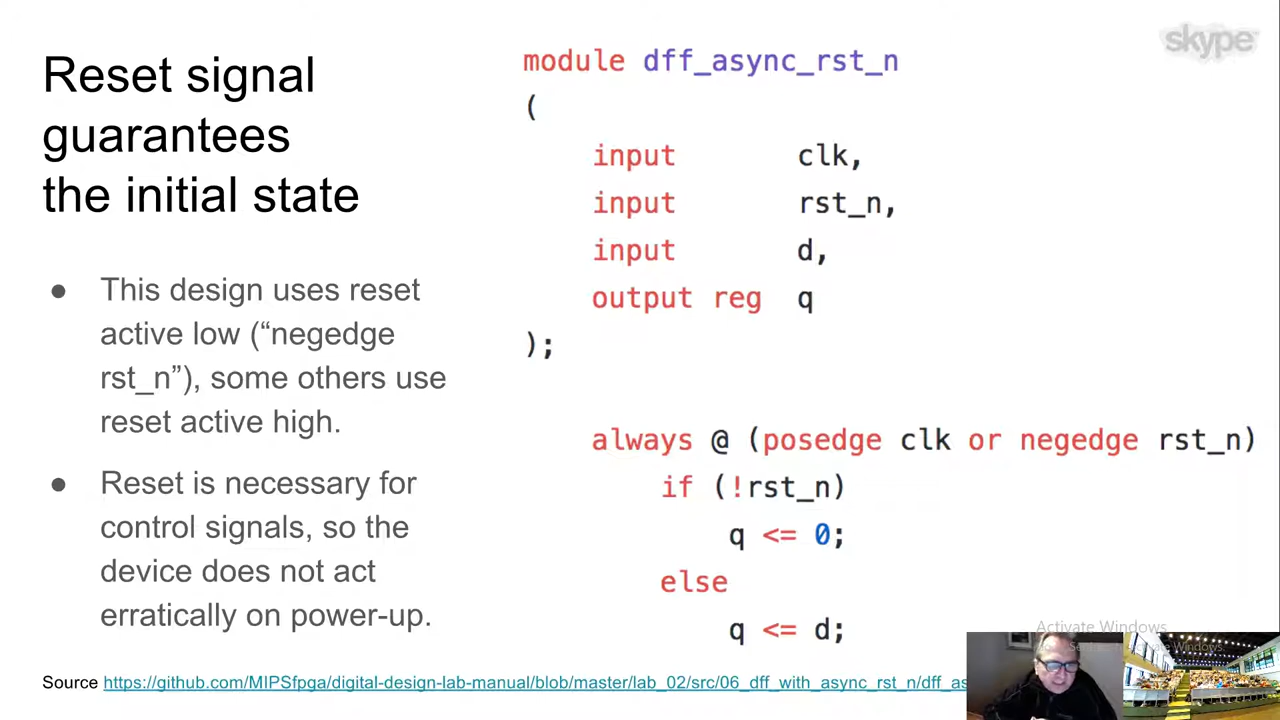 Reset signal
guarantees
the initial state
● This design uses reset
active low (“negedge
rst_n”), some others use
reset active high.
● Reset is necessary for
control signals, so the
device does not act
erratically on power-up.
skype
module dff_async_rst_n
(
input clk,
input rst_n,
input d,
output reg q
);
always @ (posedge clk or negedge rst_n)
if (!rst_n)
q <= 0;
else
q <= d;
Activate Windows
Windows.
Source https://github.com/MIPSfpga/digital-design-lab-manual/blob/master/lab_02/src/06_dff_with_async_rst_n/dff_as